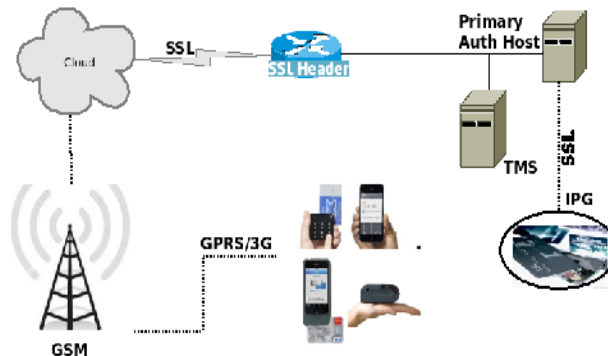 Primary
Auth Host
SSL
Cloud
SSL Header
TMS
SSL
IPG
GPRS/3G
GSM